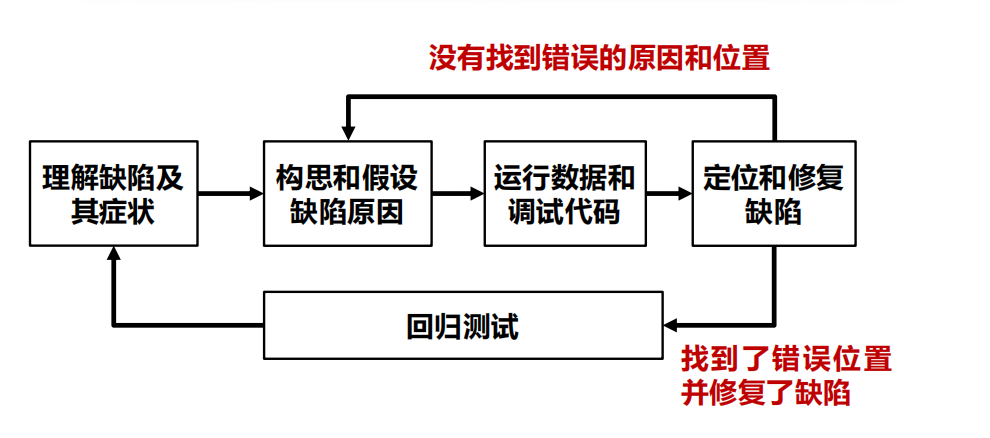 没有找到错误的原因和位置
理解缺陷及
其症状
构思和假设
缺陷原因
运行数据和
调试代码
定位和修复
缺陷
回归测试
找到了错误位置
并修复了缺陷